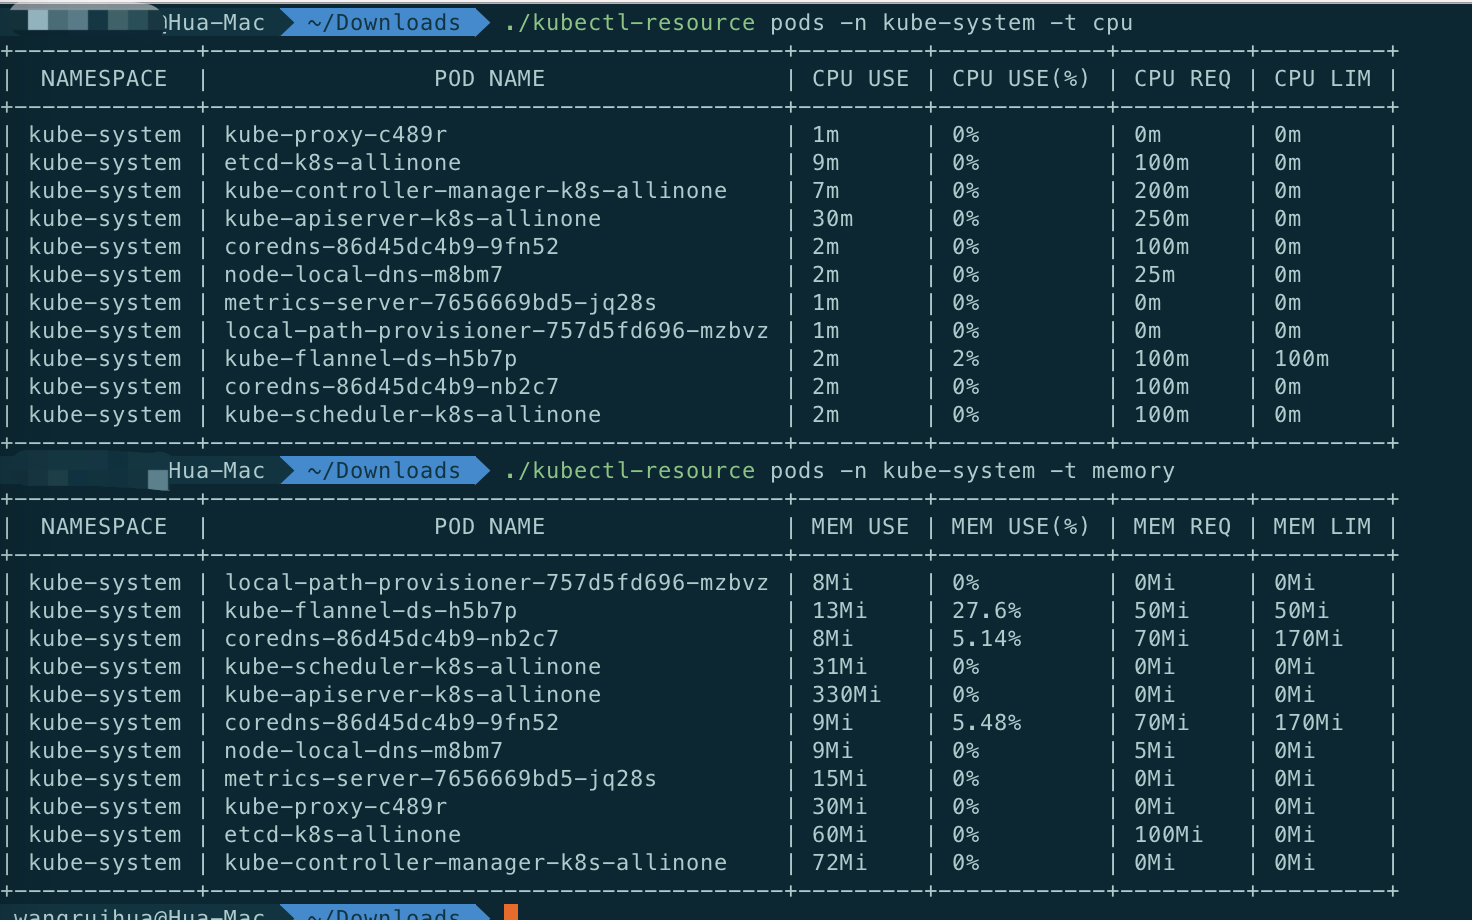 @Hua-Mac ~/Downloads ./kubectl-resource pods -n kube-system -t cpu
+-------------+-----------------------------------------+---------+------------+---------+---------+
|  NAMESPACE  |                POD NAME                 | CPU USE | CPU USE(%) | CPU REQ | CPU LIM |
+-------------+-----------------------------------------+---------+------------+---------+---------+
| kube-system | kube-proxy-c489r                        | 1m      | 0%         | 0m      | 0m      |
| kube-system | etcd-k8s-allinone                       | 9m      | 0%         | 100m    | 0m      |
| kube-system | kube-controller-manager-k8s-allinone    | 7m      | 0%         | 200m    | 0m      |
| kube-system | kube-apiserver-k8s-allinone             | 30m     | 0%         | 250m    | 0m      |
| kube-system | coredns-86d45dc4b9-9fn52                | 2m      | 0%         | 100m    | 0m      |
| kube-system | node-local-dns-m8bm7                    | 2m      | 0%         | 25m     | 0m      |
| kube-system | metrics-server-7656669bd5-jq28s         | 1m      | 0%         | 0m      | 0m      |
| kube-system | local-path-provisioner-757d5fd696-mzbvz | 1m      | 0%         | 0m      | 0m      |
| kube-system | kube-flannel-ds-h5b7p                   | 2m      | 2%         | 100m    | 100m    |
| kube-system | coredns-86d45dc4b9-nb2c7                | 2m      | 0%         | 100m    | 0m      |
| kube-system | kube-scheduler-k8s-allinone             | 2m      | 0%         | 100m    | 0m      |
+-------------+-----------------------------------------+---------+------------+---------+---------+
Hua-Mac ~/Downloads ./kubectl-resource pods -n kube-system -t memory
+-------------+-----------------------------------------+---------+------------+---------+---------+
|  NAMESPACE  |                POD NAME                 | MEM USE | MEM USE(%) | MEM REQ | MEM LIM |
+-------------+-----------------------------------------+---------+------------+---------+---------+
| kube-system | local-path-provisioner-757d5fd696-mzbvz | 8Mi     | 0%         | 0Mi     | 0Mi     |
| kube-system | kube-flannel-ds-h5b7p                   | 13Mi    | 27.6%      | 50Mi    | 50Mi    |
| kube-system | coredns-86d45dc4b9-nb2c7                | 8Mi     | 5.14%      | 70Mi    | 170Mi   |
| kube-system | kube-scheduler-k8s-allinone             | 31Mi    | 0%         | 0Mi     | 0Mi     |
| kube-system | kube-apiserver-k8s-allinone             | 330Mi   | 0%         | 0Mi     | 0Mi     |
| kube-system | coredns-86d45dc4b9-9fn52                | 9Mi     | 5.48%      | 70Mi    | 170Mi   |
| kube-system | node-local-dns-m8bm7                    | 9Mi     | 0%         | 5Mi     | 0Mi     |
| kube-system | metrics-server-7656669bd5-jq28s         | 15Mi    | 0%         | 0Mi     | 0Mi     |
| kube-system | kube-proxy-c489r                        | 30Mi    | 0%         | 0Mi     | 0Mi     |
| kube-system | etcd-k8s-allinone                       | 60Mi    | 0%         | 100Mi   | 0Mi     |
| kube-system | kube-controller-manager-k8s-allinone    | 72Mi    | 0%         | 0Mi     | 0Mi     |
+-------------+-----------------------------------------+---------+------------+---------+---------+
wangruihua@Hua-Mac ~/Downloads